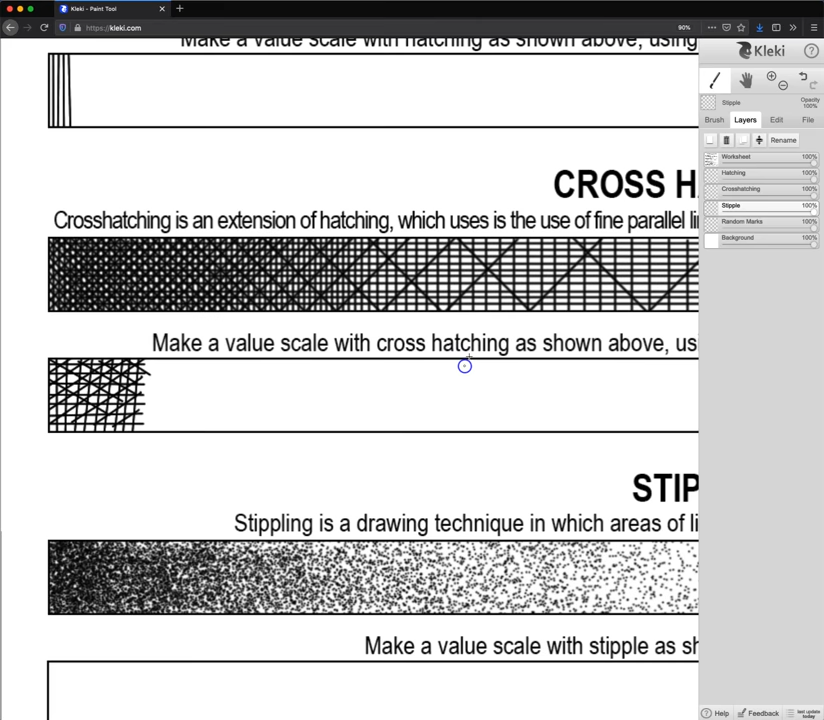 Kleki - Paint Tool
https://kleki.com
90%
Make a value scale with hatching as shown above, using
Kleki
Stipple
Opacity
100%
Brush
Layers
Edit
File
Rename
Worksheet 100%
Hatching 100%
Crosshatching 100%
Stipple 100%
Random Marks 100%
Background 100%
CROSS H
Crosshatching is an extension of hatching, which uses is the use of fine parallel li
Make a value scale with cross hatching as shown above, us
STIP
Stippling is a drawing technique in which areas of li
Make a value scale with stipple as sh
Help
Feedback
last update
today